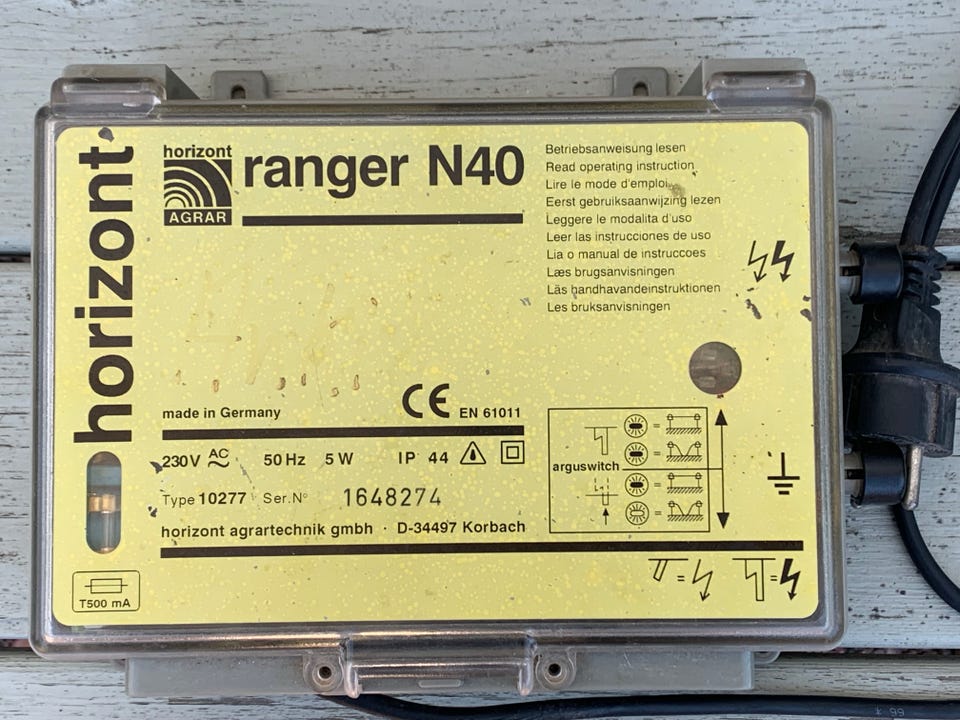 horizont
horizont
AGRAR
ranger N40
Betriebsanweisung lesen
Read operating instruction
Lire le mode d'emploi
Eerst gebruiksaanwijzing lezen
Leggere le modalita d'uso
Leer las instrucciones de uso
Lia o manual de instruccoes
Læs brugsanvisningen
Läs handhavandeinstruktionen
Les bruksanvisningen
made in Germany
CE EN 61011
230V AC 50Hz 5W IP 44
Type 10277 Ser.N° 1648274
horizont agrartechnik gmbh · D-34497 Korbach
arguswitch
T500 mA